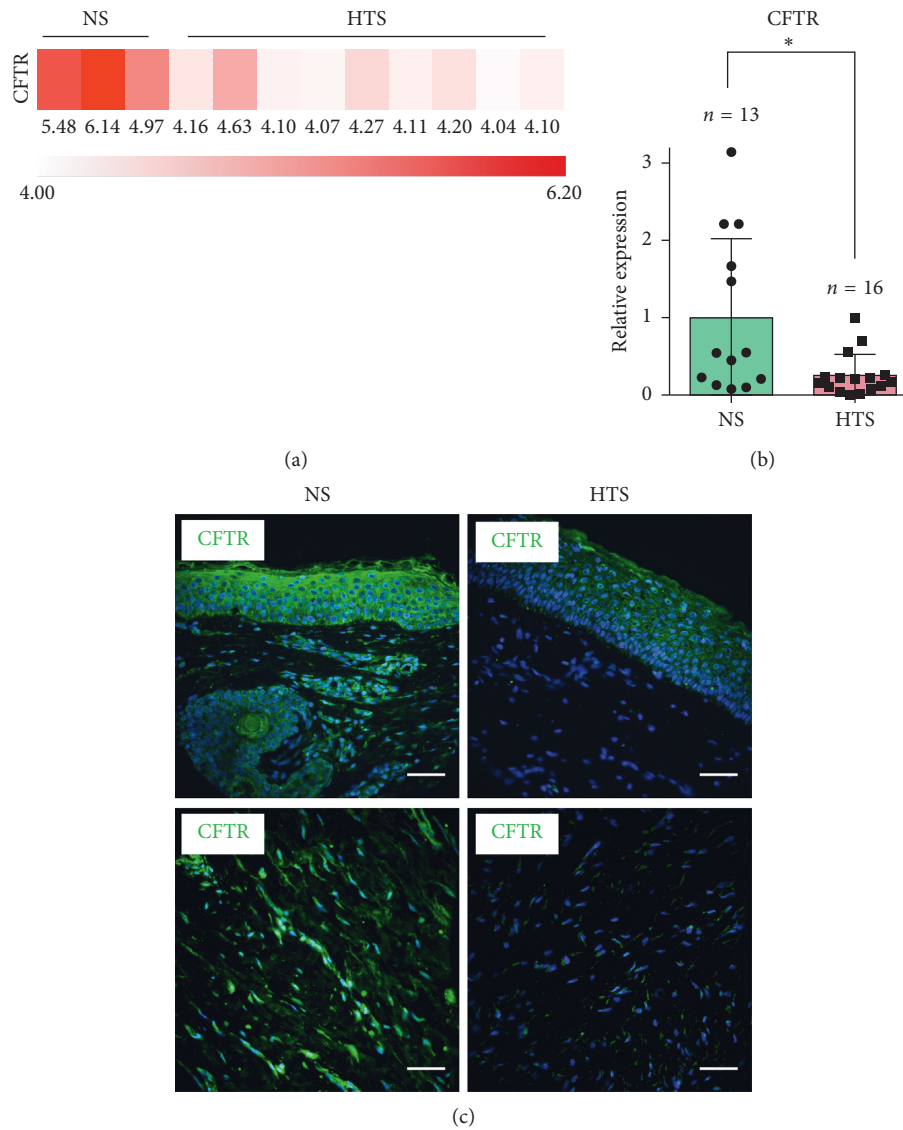 NS HTS
CFTR
5.48 6.14 4.97 4.16 4.63 4.10 4.07 4.27 4.11 4.20 4.04 4.10
4.00 6.20
(a)
CFTR
*
n = 13
n = 16
Relative expression
3
2
1
0
NS HTS
(b)
NS HTS
CFTR CFTR
CFTR CFTR
(c)